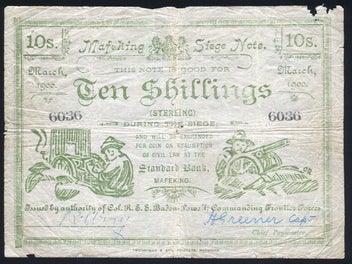 10s. Mafeking Siege Note. 10s.
March, 1900. THIS NOTE IS GOOD FOR March, 1900.
Ten Shillings
(STERLING)
6036 DURING THE SIEGE 6036
AND WILL BE EXCHANGED
FOR COIN ON RESUMPTION
OF CIVIL LAW AT THE
Standard Bank,
MAFEKING.
Issued by authority of Col. R.S.S. Baden-Powell, Commanding Frontier Forces
H Greener Capt
Chief Paymaster.